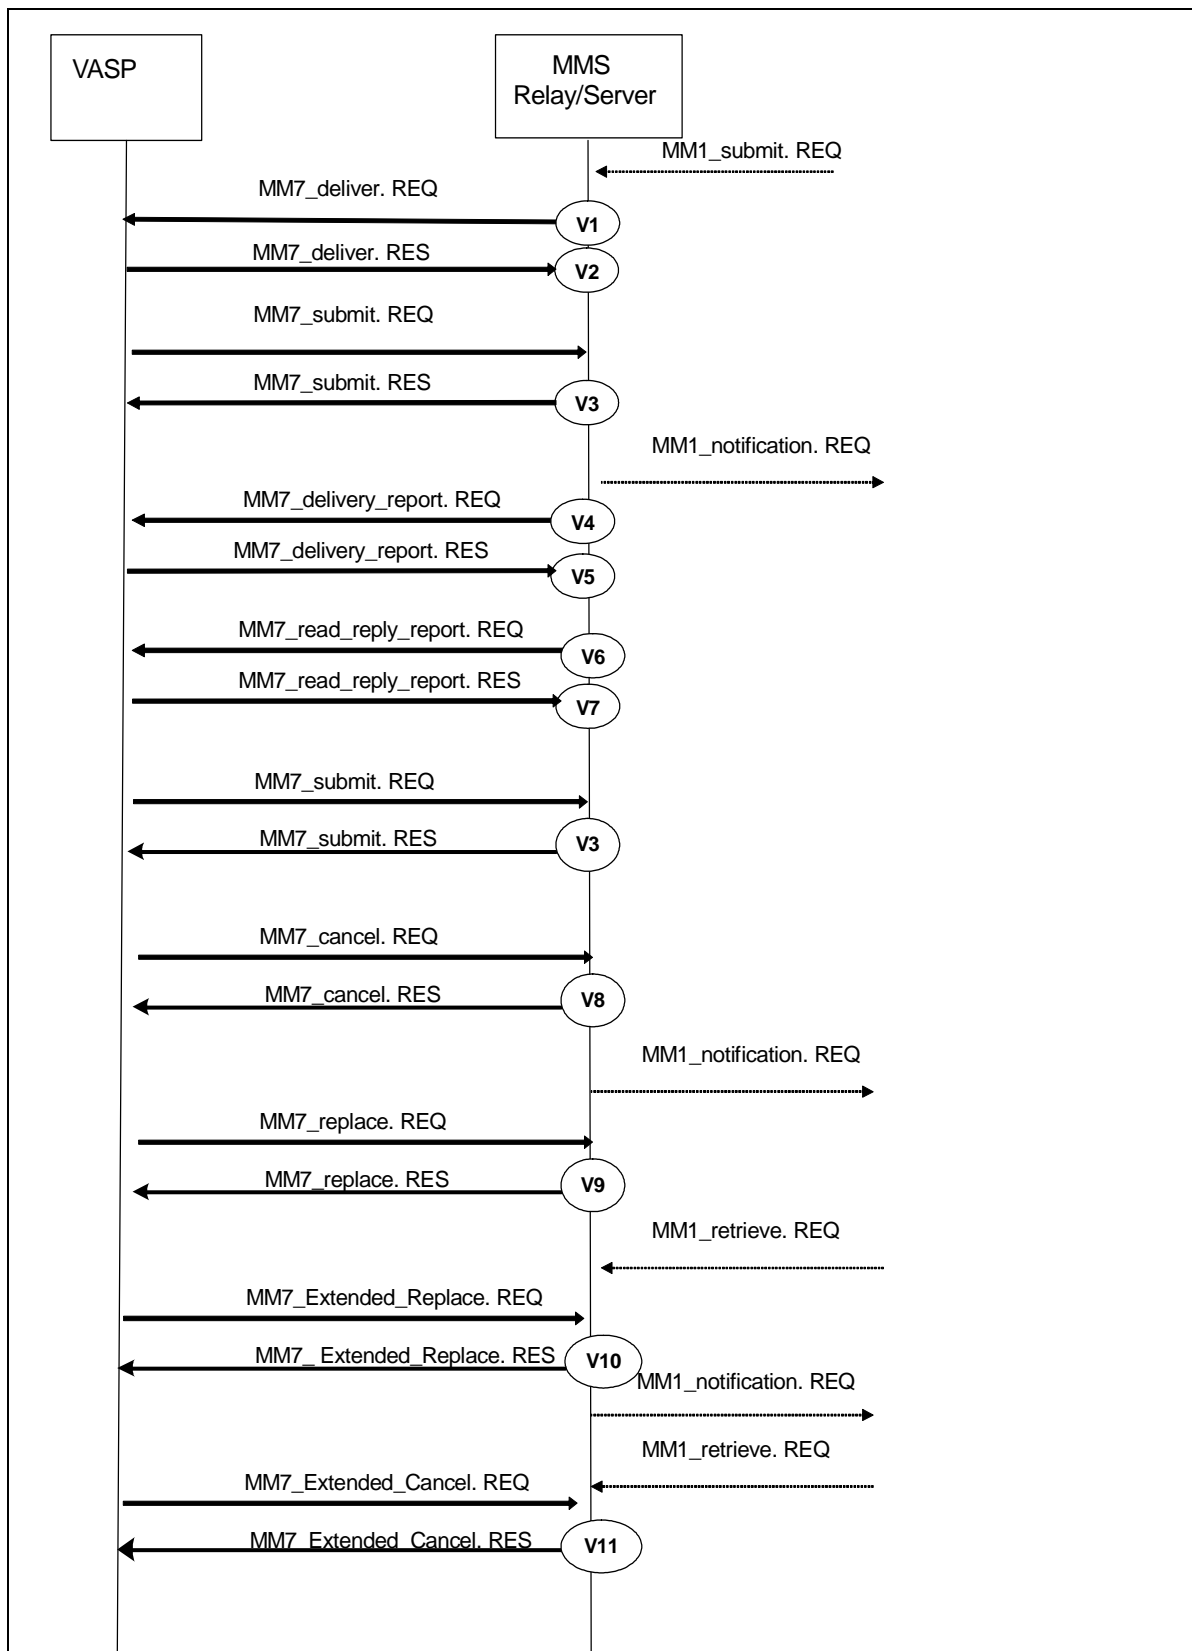 VASP
MMS
Relay/Server
MM1_submit. REQ
MM7_deliver. REQ
V1
MM7_deliver. RES
V2
MM7_submit. REQ
MM7_submit. RES
V3
MM1_notification. REQ
MM7_delivery_report. REQ
V4
MM7_delivery_report. RES
V5
MM7_read_reply_report. REQ
V6
MM7_read_reply_report. RES
V7
MM7_submit. REQ
MM7_submit. RES
V3
MM7_cancel. REQ
MM7_cancel. RES
V8
MM1_notification. REQ
MM7_replace. REQ
MM7_replace. RES
V9
MM1_retrieve. REQ
MM7_Extended_Replace. REQ
MM7_ Extended_Replace. RES
V10
MM1_notification. REQ
MM1_retrieve. REQ
MM7_Extended_Cancel. REQ
MM7_Extended_Cancel. RES
V11